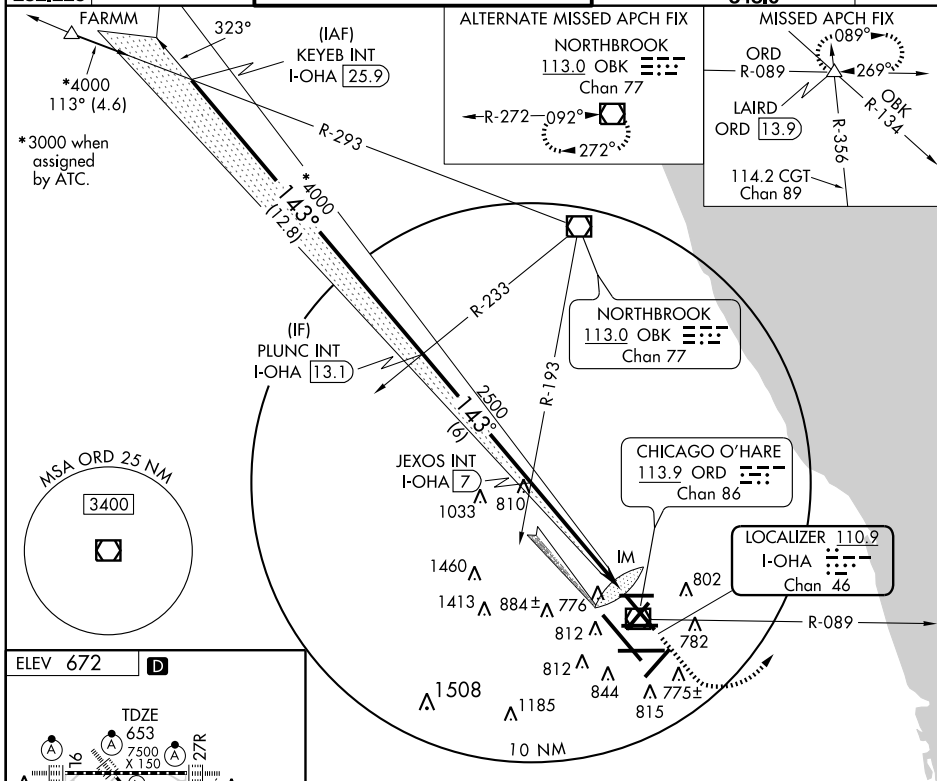 FARMM
323°
(IAF)
KEYEB INT
I-OHA 25.9
*4000
113° (4.6)
*3000 when
assigned
by ATC.
R-293
*4000
143°
(12.8)
ALTERNATE MISSED APCH FIX
NORTHBROOK
113.0 OBK
Chan 77
R-272
092°
272°
MISSED APCH FIX
089°
ORD
R-089
269°
LAIRD
ORD 13.9
OBK
R-134
R-356
114.2 CGT
Chan 89
R-233
(IF)
PLUNC INT
I-OHA 13.1
NORTHBROOK
113.0 OBK
Chan 77
R-193
2500
143°
(6)
MSA ORD 25 NM
3400
JEXOS INT
I-OHA 7
1033
810
CHICAGO O'HARE
113.9 ORD
Chan 86
LOCALIZER 110.9
I-OHA
Chan 46
IM
1460
1413
884±
776
802
812
782
R-089
812
844
775±
815
1508
1185
10 NM
ELEV 672
D
TDZE
653
A
A
A
7500
X 150
9L
27R